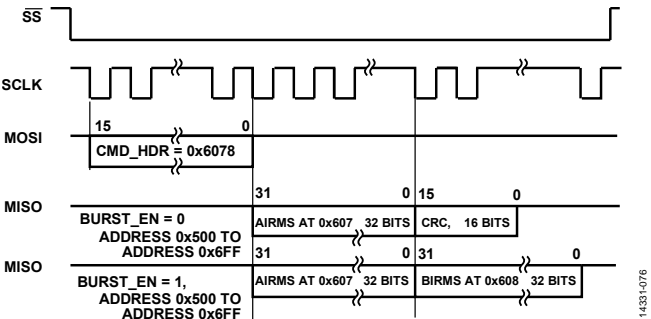 SS
SCLK
MOSI
15 0
CMD_HDR = 0x6078
MISO
31 0 15 0
BURST_EN = 0
ADDRESS 0x500 TO
ADDRESS 0x6FF
AIRMS AT 0x607 32 BITS CRC, 16 BITS
MISO
31 0 31 0
BURST_EN = 1,
ADDRESS 0x500 TO
ADDRESS 0x6FF
AIRMS AT 0x607 32 BITS BIRMS AT 0x608 32 BITS
14331-076